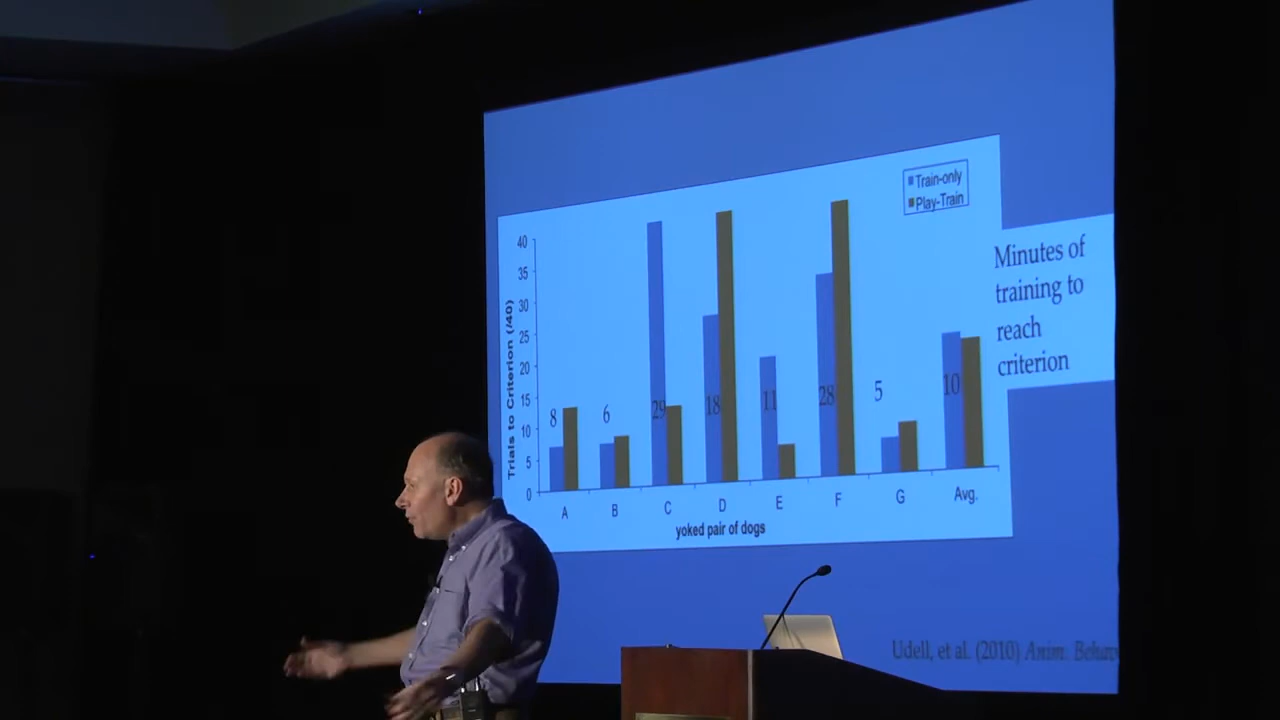 Train-only
Play-Train
Minutes of
training to
reach
criterion
Trials to Criterion (/40)
40
35
30
25
20
15
10
5
0
8
6
29
18
11
28
5
10
A
B
C
D
E
F
G
Avg.
yoked pair of dogs
Udell, et al. (2010) Anim. Behav